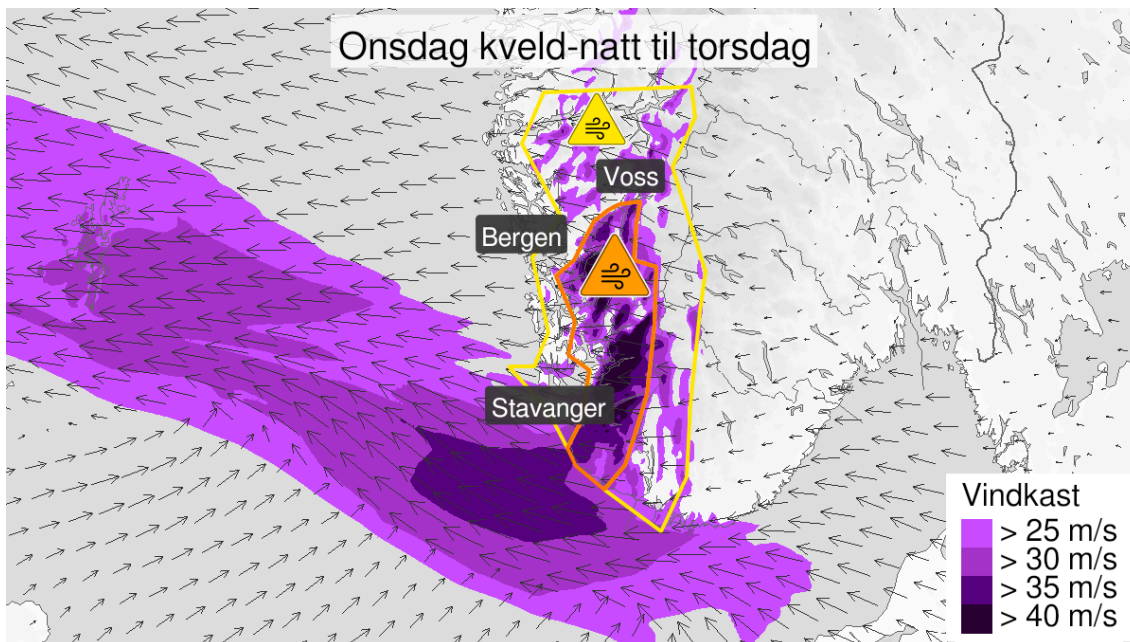 Onsdag kveld-natt til torsdag
Voss
Bergen
Stavanger
Vindkast
> 25 m/s
> 30 m/s
> 35 m/s
> 40 m/s